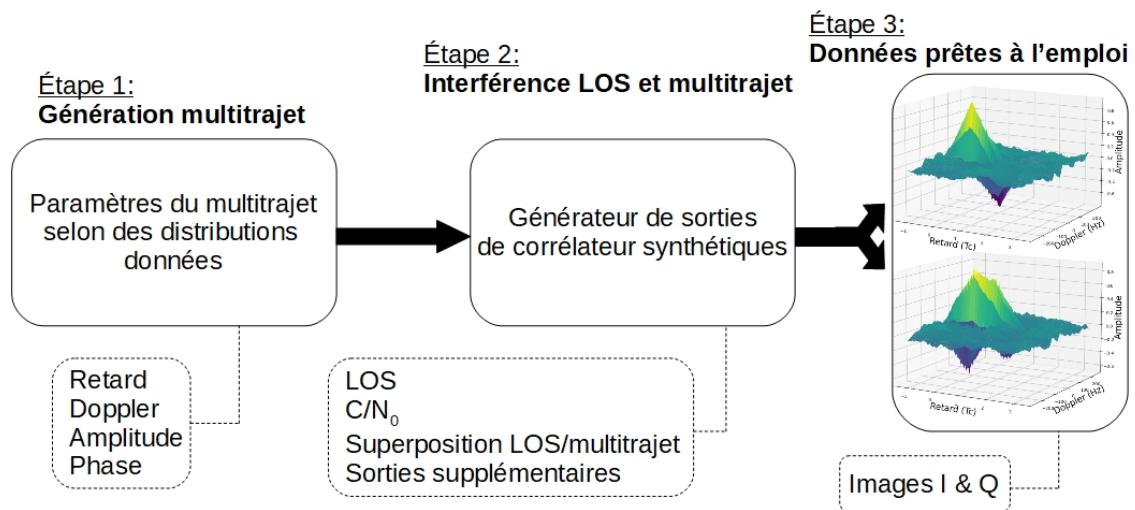 Étape 1:
Génération multitrajet
Paramètres du multitrajet
selon des distributions
données
Retard
Doppler
Amplitude
Phase
Étape 2:
Interférence LOS et multitrajet
Générateur de sorties
de corrélateur synthétiques
LOS
C/N₀
Superposition LOS/multitrajet
Sorties supplémentaires
Étape 3:
Données prêtes à l’emploi
Amplitude
Doppler (Hz)
Retard (Tc)
Amplitude
Doppler (Hz)
Retard (Tc)
Images I & Q